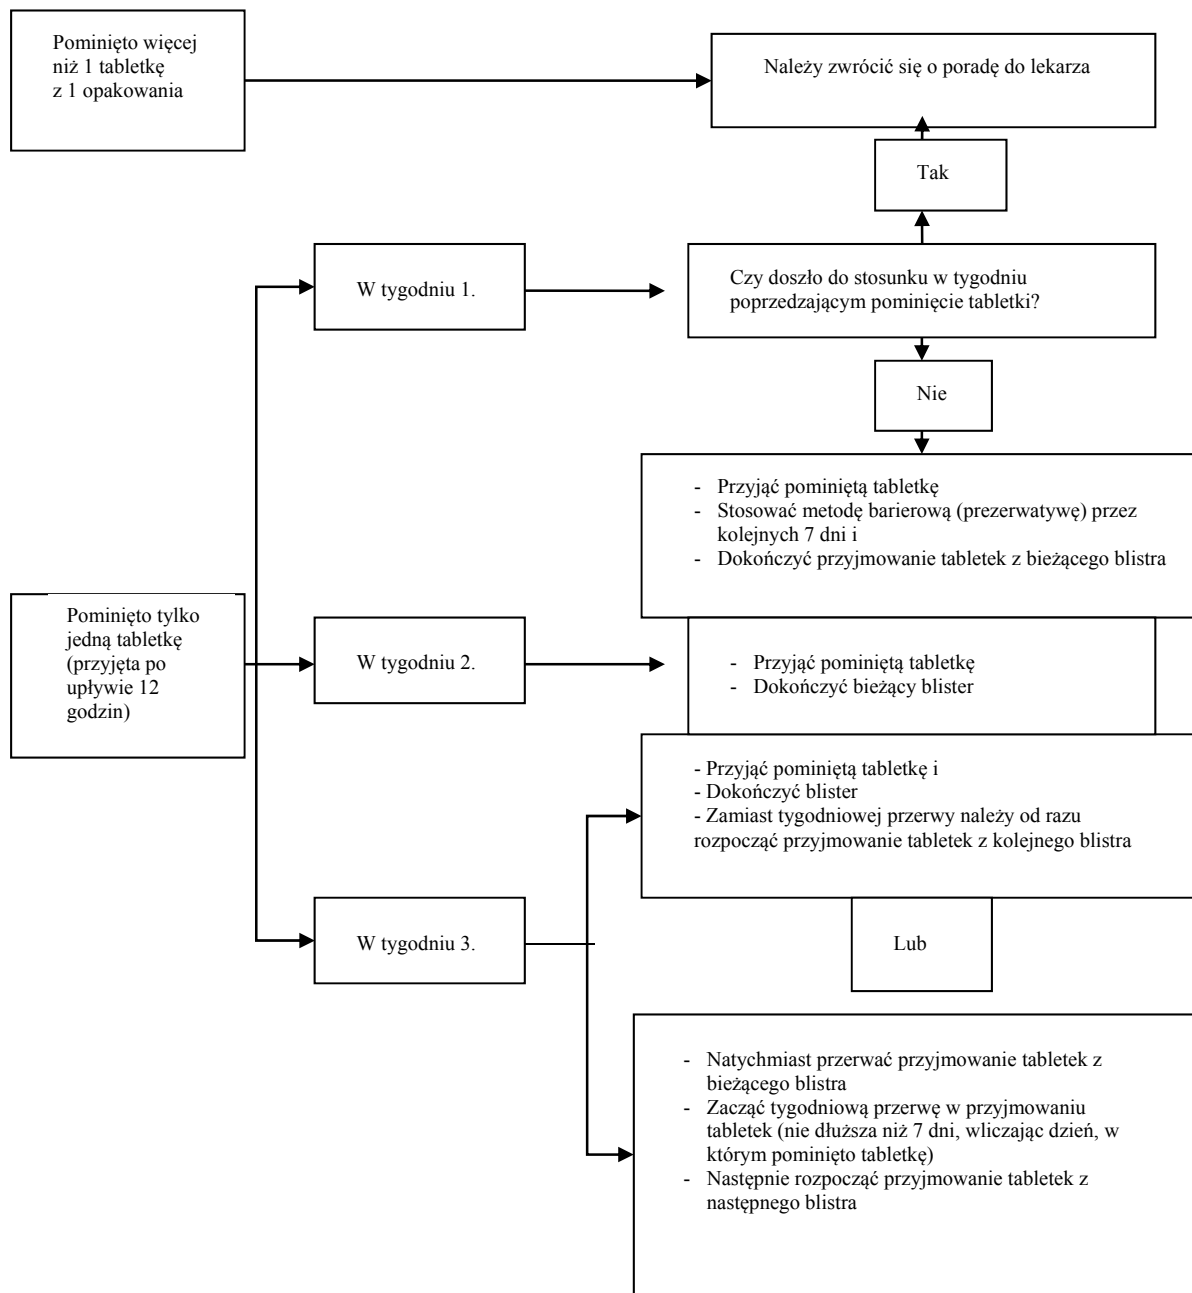 Pominięto więcej
niż 1 tabletkę
z 1 opakowania
Należy zwrócić się o poradę do lekarza
Tak
W tygodniu 1.
Czy doszło do stosunku w tygodniu
poprzedzającym pominięcie tabletki?
Nie
- Przyjąć pominiętą tabletkę
- Stosować metodę barierową (prezerwatywę) przez
kolejnych 7 dni i
- Dokończyć przyjmowanie tabletek z bieżącego blistra
Pominięto tylko
jedną tabletkę
(przyjęta po
upływie 12
godzin)
W tygodniu 2.
- Przyjąć pominiętą tabletkę
- Dokończyć bieżący blister
- Przyjąć pominiętą tabletkę i
- Dokończyć blister
- Zamiast tygodniowej przerwy należy od razu
rozpocząć przyjmowanie tabletek z kolejnego blistra
W tygodniu 3.
Lub
- Natychmiast przerwać przyjmowanie tabletek z
bieżącego blistra
- Zacząć tygodniową przerwę w przyjmowaniu
tabletek (nie dłuższa niż 7 dni, wliczając dzień, w
którym pominięto tabletkę)
- Następnie rozpocząć przyjmowanie tabletek z
następnego blistra